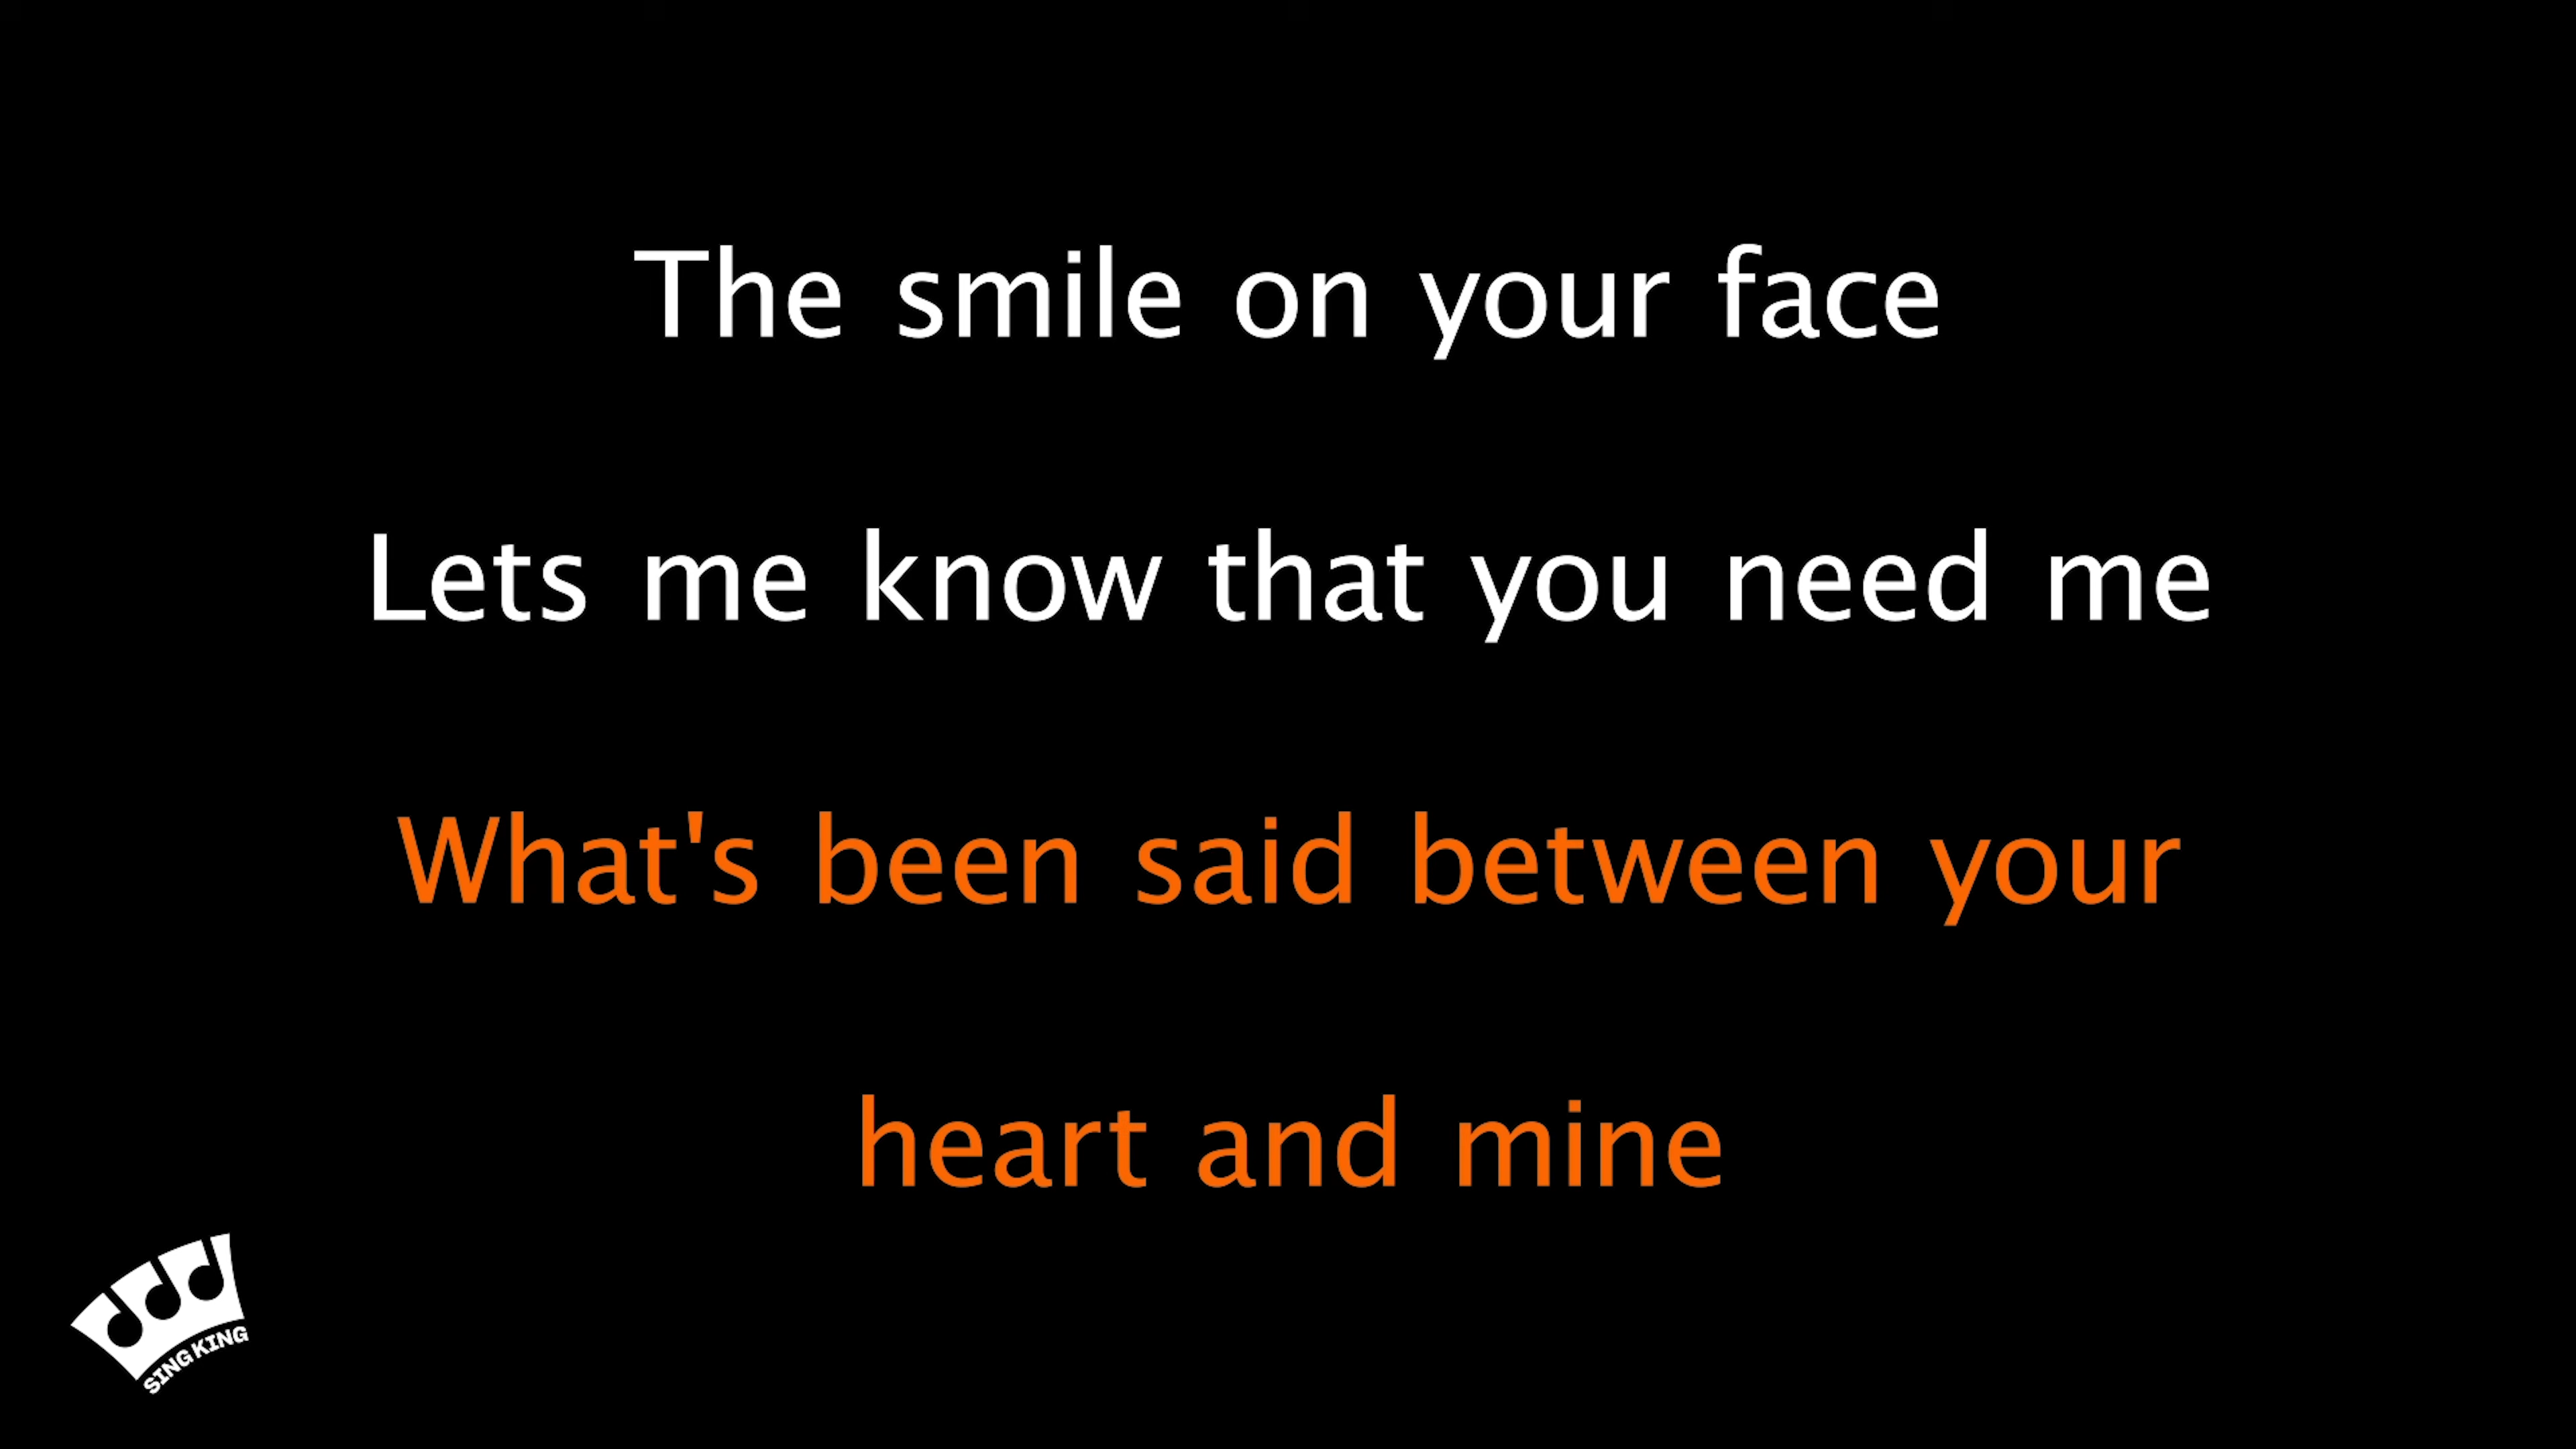 The smile on your face
Lets me know that you need me
What's been said between your
heart and mine
SING KING